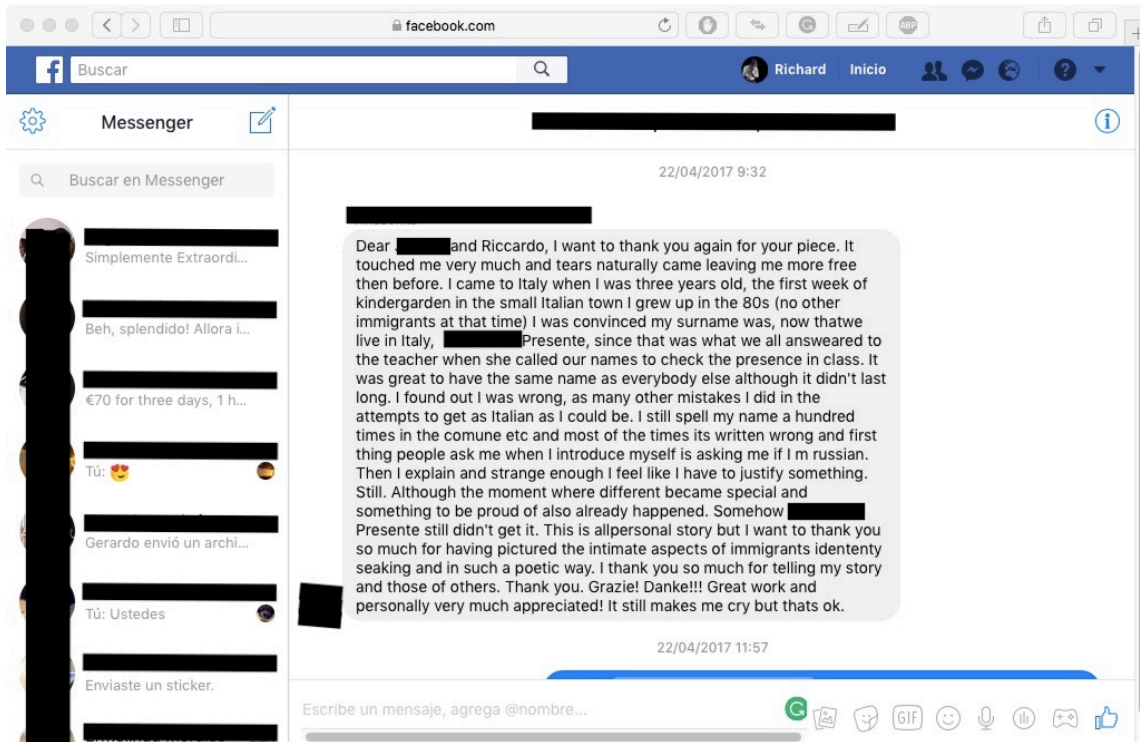 facebook.com
ABP
f
Buscar
Richard Inicio
Messenger
Buscar en Messenger
Simplemente Extraordi...
Beh, splendido! Allora i...
€70 for three days, 1 h...
Tú: 😍
Gerardo envió un archi...
Tú: Ustedes
Enviaste un sticker.
22/04/2017 9:32
Dear and Riccardo, I want to thank you again for your piece. It
touched me very much and tears naturally came leaving me more free
then before. I came to Italy when I was three years old, the first week of
kindergarden in the small Italian town I grew up in the 80s (no other
immigrants at that time) I was convinced my surname was, now thatwe
live in Italy, Presente, since that was what we all answeared to
the teacher when she called our names to check the presence in class. It
was great to have the same name as everybody else although it didn't last
long. I found out I was wrong, as many other mistakes I did in the
attempts to get as Italian as I could be. I still spell my name a hundred
times in the comune etc and most of the times its written wrong and first
thing people ask me when I introduce myself is asking me if I m russian.
Then I explain and strange enough I feel like I have to justify something.
Still. Although the moment where different became special and
something to be proud of also already happened. Somehow
Presente still didn't get it. This is allpersonal story but I want to thank you
so much for having pictured the intimate aspects of immigrants idententy
seaking and in such a poetic way. I thank you so much for telling my story
and those of others. Thank you. Grazie! Danke!!! Great work and
personally very much appreciated! It still makes me cry but thats ok.
22/04/2017 11:57
Escribe un mensaje, agrega @nombre...
GIF